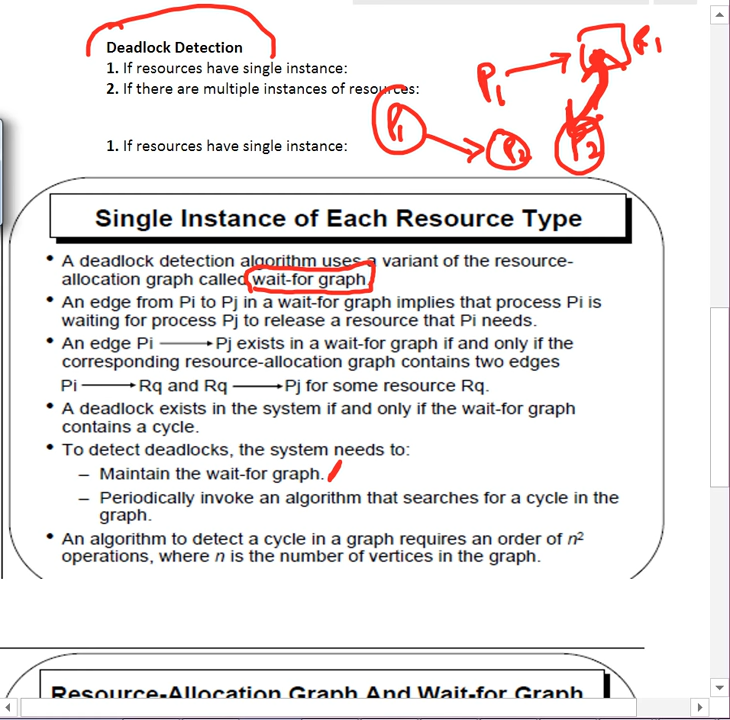 Deadlock Detection
1. If resources have single instance:
2. If there are multiple instances of resources:
R1
P1
P1
P2
P2
1. If resources have single instance:
Single Instance of Each Resource Type
• A deadlock detection algorithm uses a variant of the resource-
allocation graph called wait-for graph.
• An edge from Pi to Pj in a wait-for graph implies that process Pi is
waiting for process Pj to release a resource that Pi needs.
• An edge Pi → Pj exists in a wait-for graph if and only if the
corresponding resource-allocation graph contains two edges
Pi → Rq and Rq → Pj for some resource Rq.
• A deadlock exists in the system if and only if the wait-for graph
contains a cycle.
• To detect deadlocks, the system needs to:
– Maintain the wait-for graph.
– Periodically invoke an algorithm that searches for a cycle in the
graph.
• An algorithm to detect a cycle in a graph requires an order of n²
operations, where n is the number of vertices in the graph.
Resource-Allocation Graph And Wait-for Graph